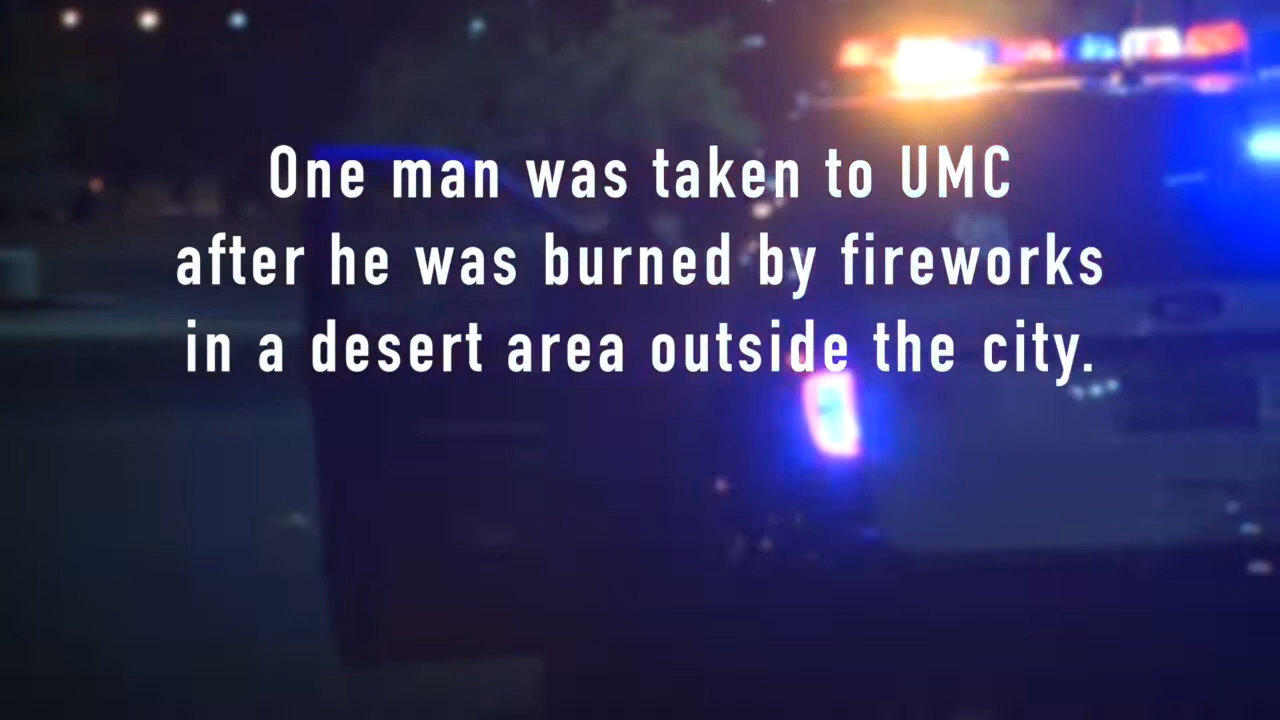 One man was taken to UMC
after he was burned by fireworks
in a desert area outside the city.